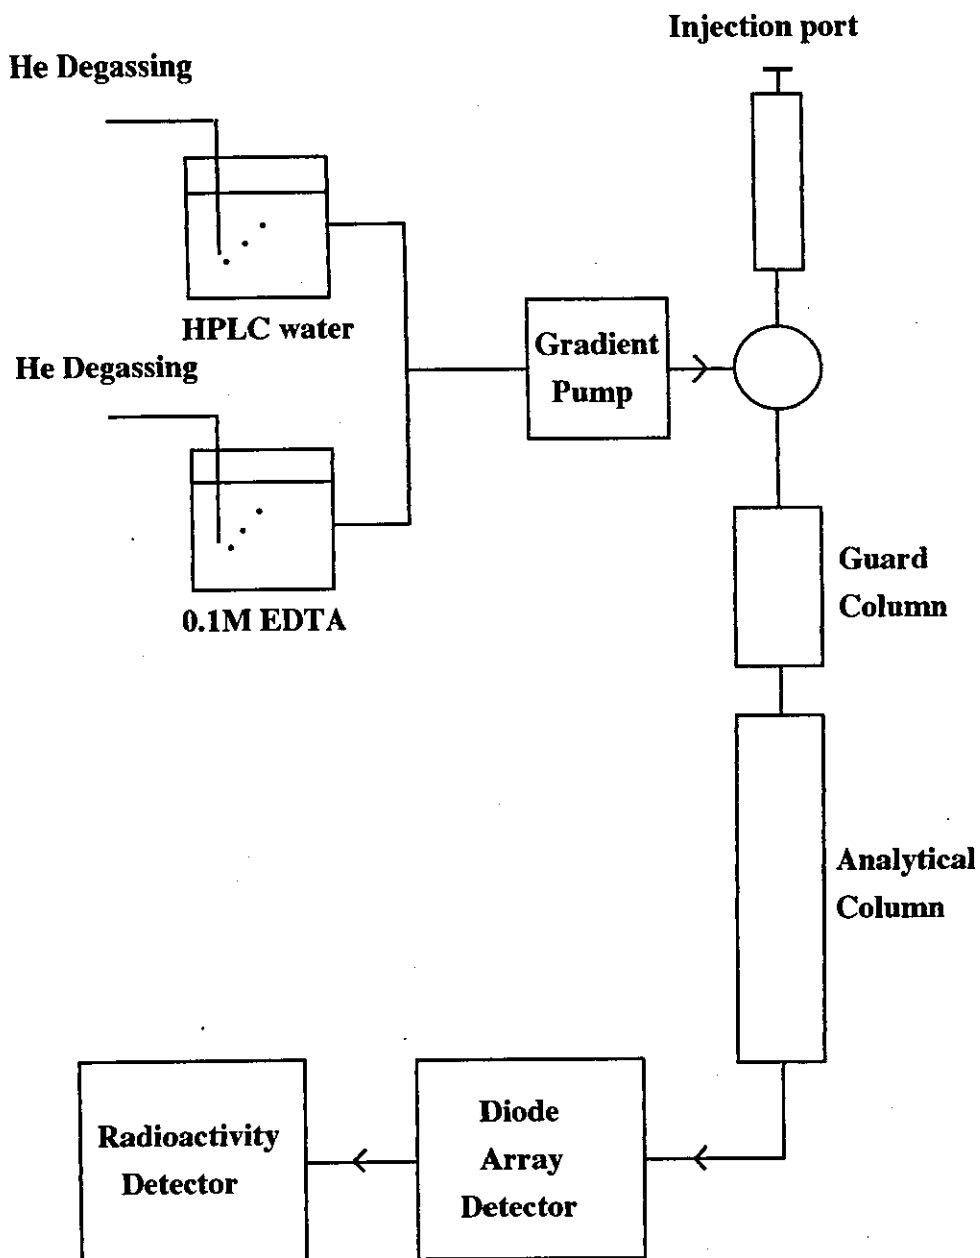 Injection port
He Degassing
HPLC water
He Degassing
0.1M EDTA
Gradient
Pump
Guard
Column
Analytical
Column
Diode
Array
Detector
Radioactivity
Detector